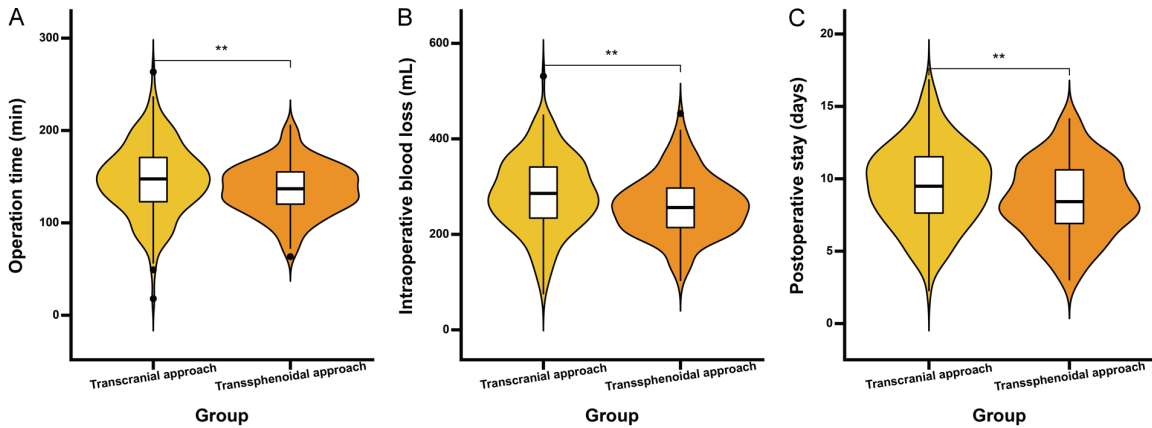 A
Operation time (min)
300
200
100
0
**
Transcranial approach
Transsphenoidal approach
Group
B
Intraoperative blood loss (mL)
600
400
200
0
**
Transcranial approach
Transsphenoidal approach
Group
C
Postoperative stay (days)
20
15
10
5
0
**
Transcranial approach
Transsphenoidal approach
Group